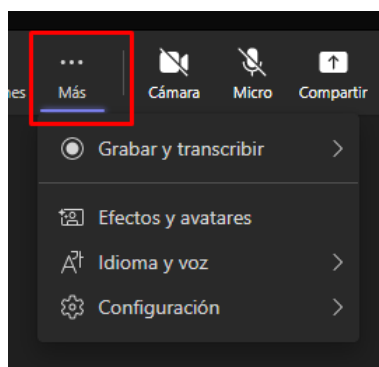 nes Más Cámara Micro Compartir
Grabar y transcribir
Efectos y avatares
Idioma y voz
Configuración